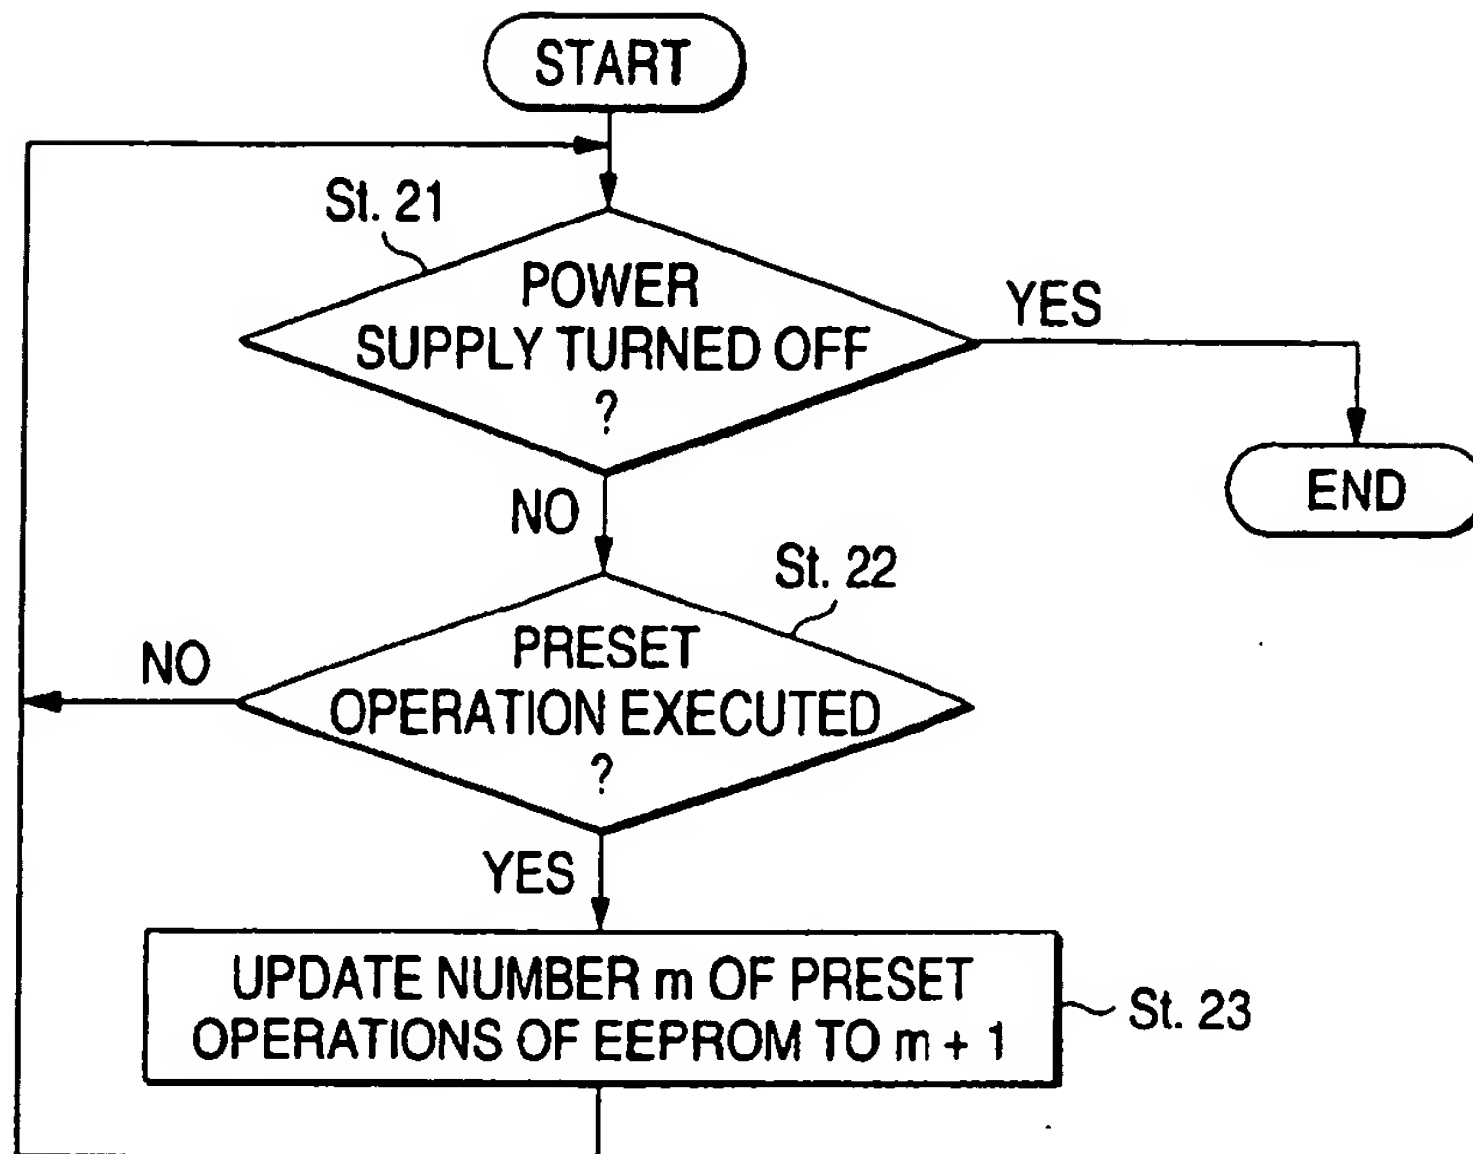 START
St. 21
POWER
SUPPLY TURNED OFF
?
YES
END
NO
St. 22
PRESET
OPERATION EXECUTED
?
NO
YES
UPDATE NUMBER m OF PRESET
OPERATIONS OF EEPROM TO m + 1
St. 23